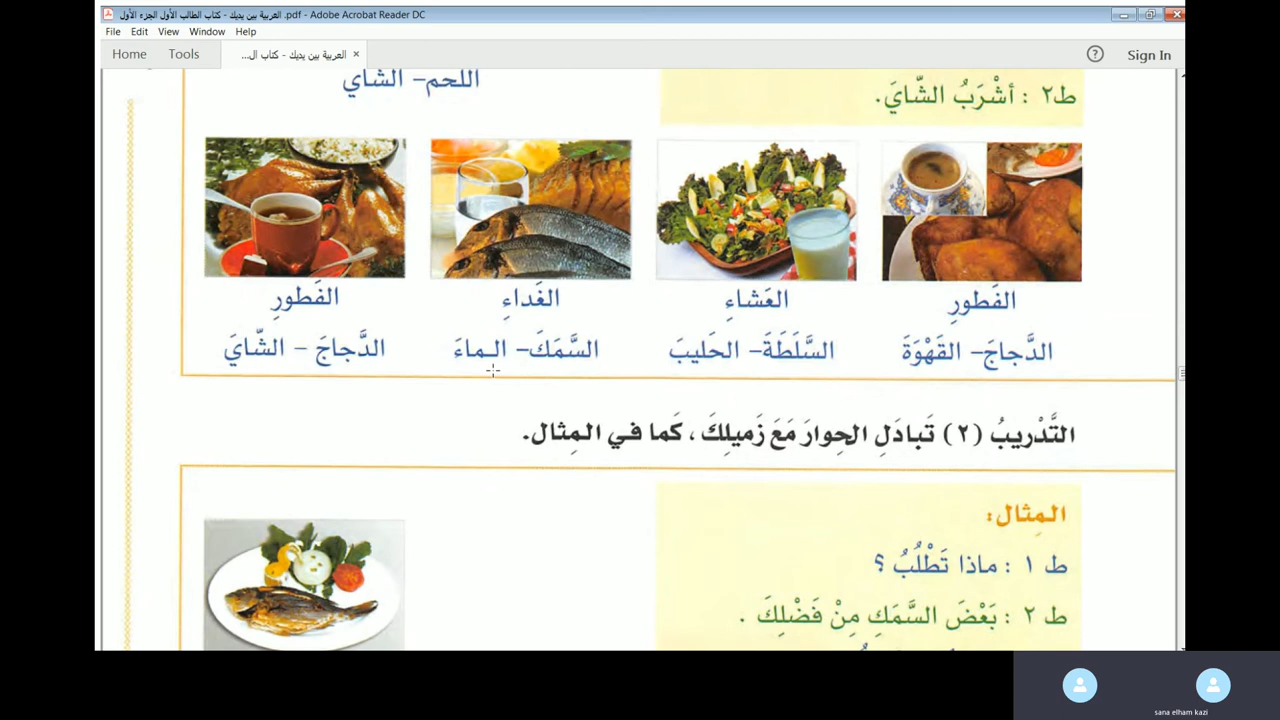 العربية بين يديك - كتاب الطالب الأول الجزء الأول .pdf - Adobe Acrobat Reader DC
File Edit View Window Help
Home Tools العربية بين يديك - كتاب ال... × ? Sign In
اللحم– الشاي
ط٢ : أشْرَبُ الشّايَ.
الفَطورِ
الدَّجاجَ– القَهْوَةَ
العَشاءِ
السَّلَطَةَ– الحَليبَ
الغَداءِ
السَّمَكَ– الـماءَ
الفَطورِ
الدَّجاجَ – الشّايَ
التَّدْريبُ (٢) تَبادَلِ الحِوارَ مَعَ زَميلِكَ ، كَما في المِثال.
المِثال:
ط ١ : ماذا تَطْلُبُ ؟
ط ٢ : بَعْضَ السَّمَكِ مِنْ فَضْلِكَ .
sana elham kazi